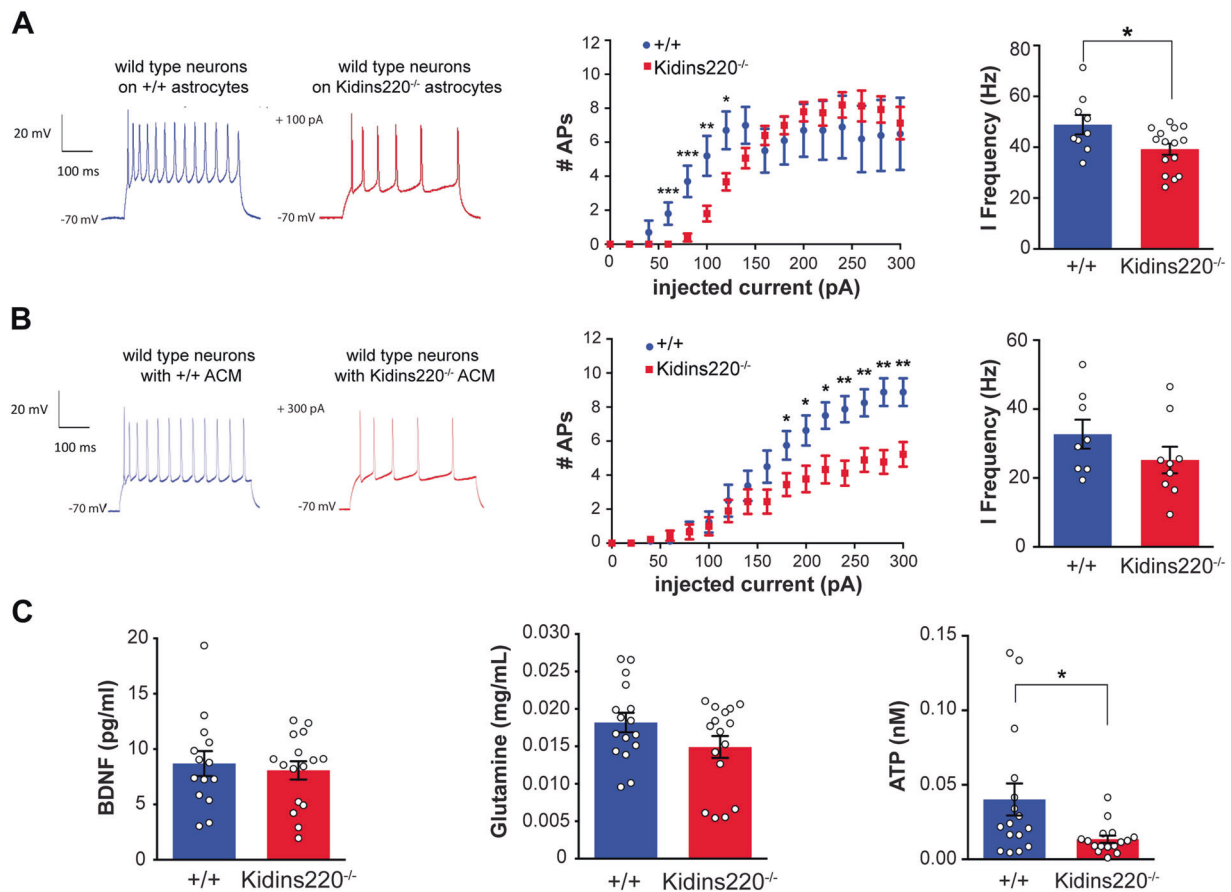 A
wild type neurons
on +/+ astrocytes
wild type neurons
on Kidins220-/- astrocytes
20 mV
100 ms
-70 mV
+ 100 pA
-70 mV
# APs
12
10
8
6
4
2
0
+/+
Kidins220-/-
***
***
**
*
0
50
100
150
200
250
300
injected current (pA)
I Frequency (Hz)
80
60
40
20
0
*
+/+
Kidins220-/-
B
wild type neurons
with +/+ ACM
wild type neurons
with Kidins220-/- ACM
20 mV
100 ms
-70 mV
+ 300 pA
-70 mV
# APs
12
10
8
6
4
2
0
+/+
Kidins220-/-
*
*
*
**
**
**
**
0
50
100
150
200
250
300
injected current (pA)
I Frequency (Hz)
60
40
20
0
+/+
Kidins220-/-
C
BDNF (pg/ml)
20
15
10
5
0
+/+
Kidins220-/-
Glutamine (mg/mL)
0.030
0.025
0.020
0.015
0.010
0.005
0
+/+
Kidins220-/-
ATP (nM)
0.15
0.10
0.05
0.00
*
+/+
Kidins220-/-